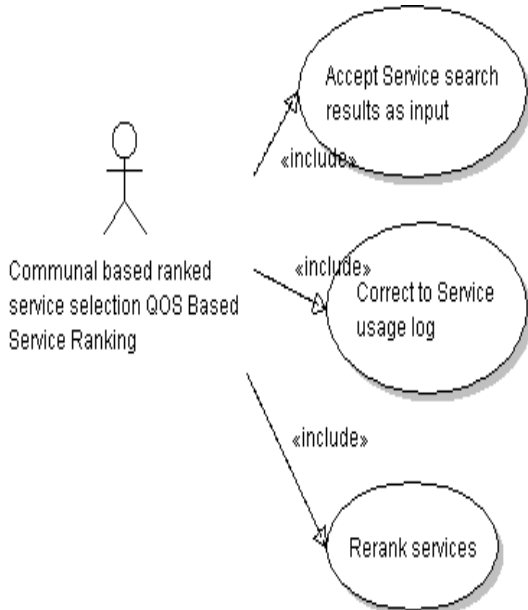 Accept Service search
results as input
«include»
Communal based ranked
service selection QOS Based
Service Ranking
«include»
Correct to Service
usage log
«include»
Rerank services